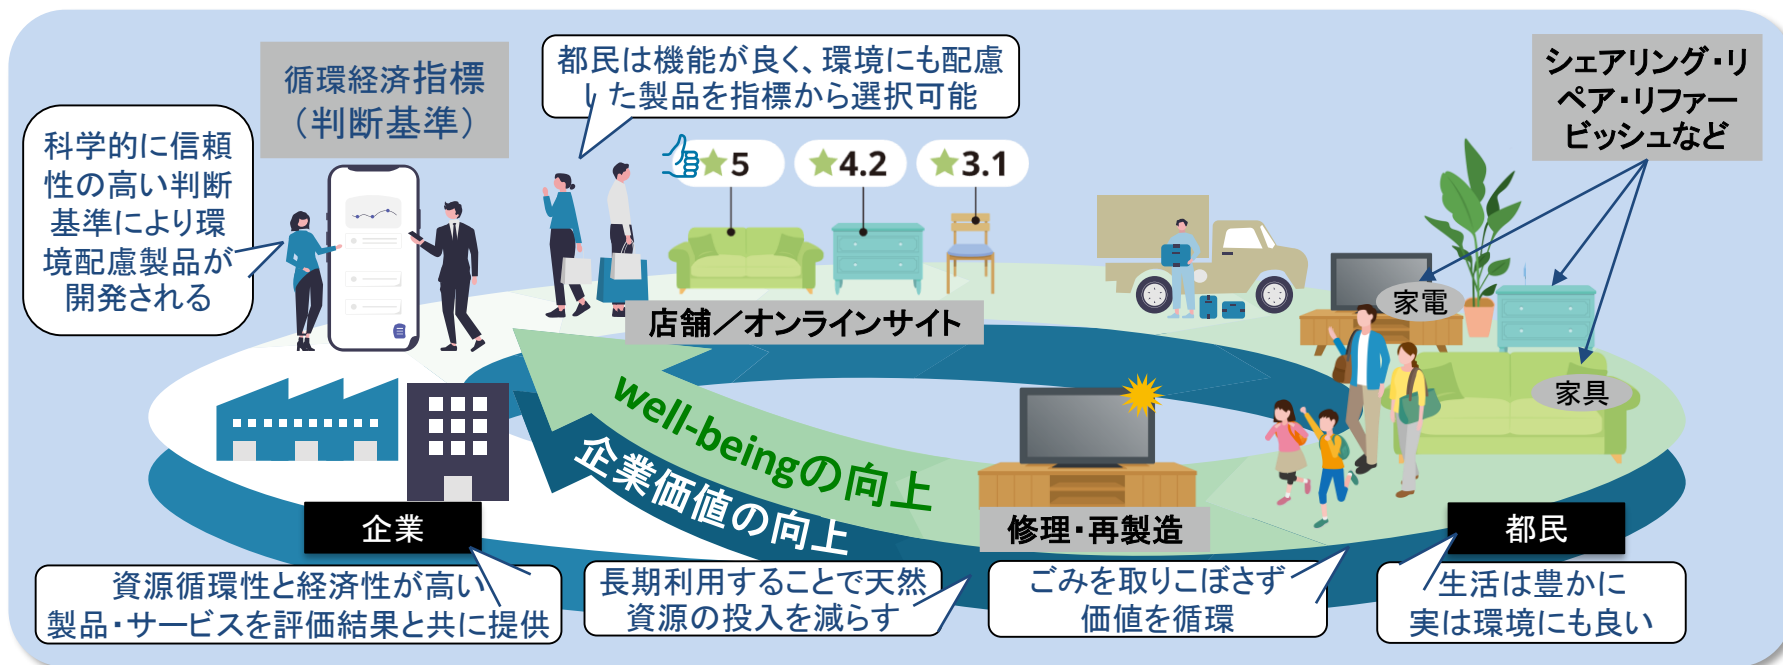 循環経済指標
（判断基準）
都民は機能が良く、環境にも配慮
した製品を指標から選択可能
シェアリング・リ
ペア・リファー
ビッシュなど
科学的に信頼
性の高い判断
基準により環
境配慮製品が
開発される
5
4.2
3.1
店舗／オンラインサイト
家電
家具
well-beingの向上
企業価値の向上
企業
修理・再製造
都民
資源循環性と経済性が高い
製品・サービスを評価結果と共に提供
長期利用することで天然
資源の投入を減らす
ごみを取りこぼさず
価値を循環
生活は豊かに
実は環境にも良い